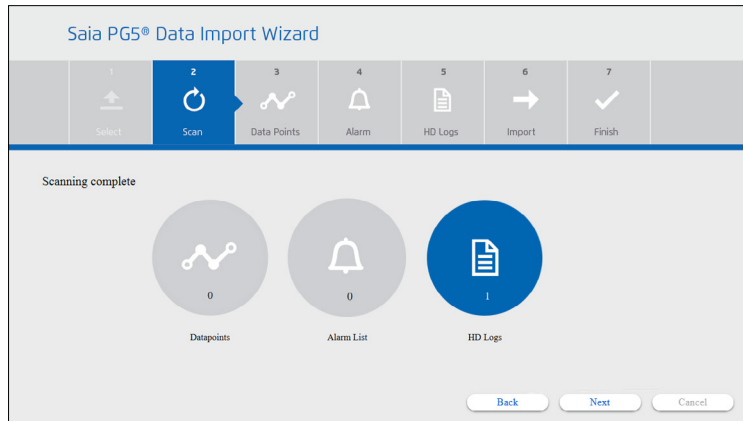 Saia PG5® Data Import Wizard
1 2 3 4 5 6 7
Select Scan Data Points Alarm HD Logs Import Finish
Scanning complete
0 0 1
Datapoints Alarm List HD Logs
Back Next Cancel